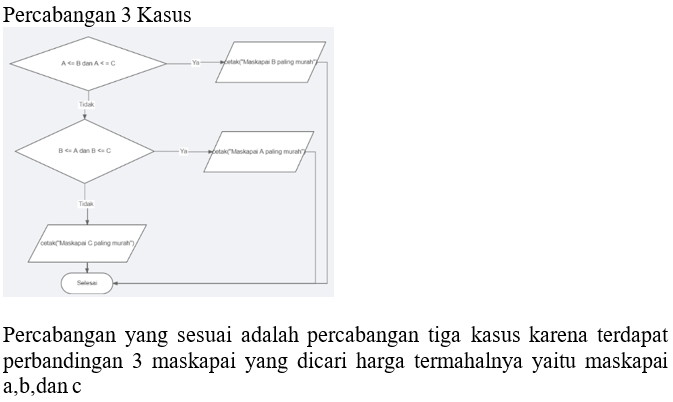 Percabangan 3 Kasus
A <= B dan A <= C
Ya
cetak("Maskapai B paling murah")
Tidak
B <= A dan B <= C
Ya
cetak("Maskapai A paling murah")
Tidak
cetak("Maskapai C paling murah")
Selesai
Percabangan yang sesuai adalah percabangan tiga kasus karena terdapat
perbandingan 3 maskapai yang dicari harga termahalnya yaitu maskapai
a,b,dan c